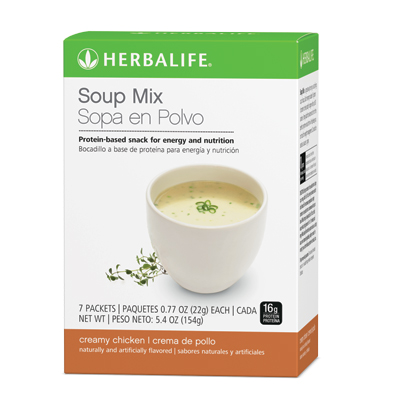 HERBALIFE®
Soup Mix
Sopa en Polvo
Protein-based snack for energy and nutrition
Bocadillo a base de proteína para energía y nutrición
7 PACKETS | PAQUETES 0.77 OZ (22g) EACH | CADA
NET WT | PESO NETO: 5.4 OZ (154g)
16g
PROTEIN
PROTEÍNA
creamy chicken | crema de pollo
naturally and artificially flavored | sabores naturales y artificiales